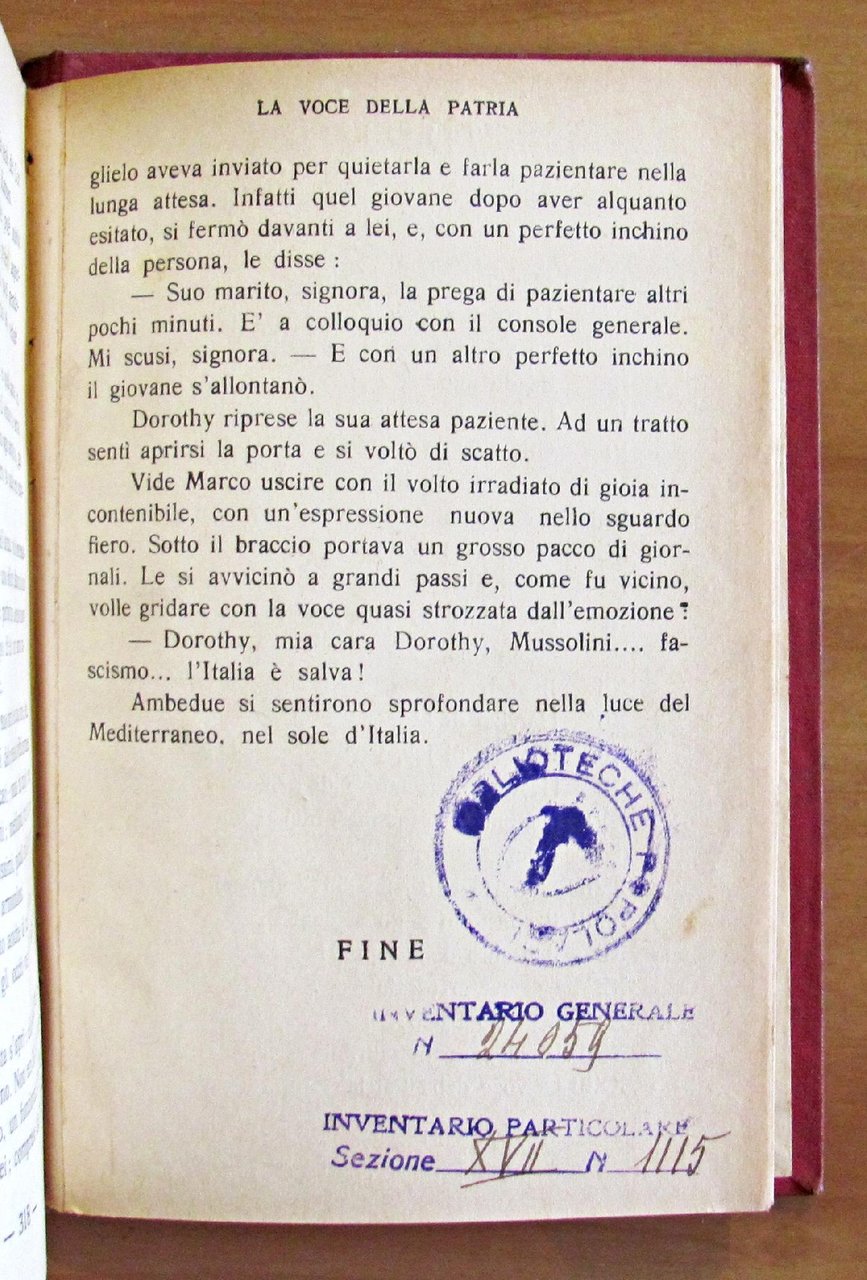 LA VOCE DELLA PATRIA
glielo aveva inviato per quietarla e farla pazientare nella
lunga attesa. Infatti quel giovane dopo aver alquanto
esitato, si fermò davanti a lei, e, con un perfetto inchino
della persona, le disse :
— Suo marito, signora, la prega di pazientare altri
pochi minuti. E' a colloquio con il console generale.
Mi scusi, signora. — E con un altro perfetto inchino
il giovane s'allontanò.
Dorothy riprese la sua attesa paziente. Ad un tratto
sentì aprirsi la porta e si voltò di scatto.
Vide Marco uscire con il volto irradiato di gioia in-
contenibile, con un'espressione nuova nello sguardo
fiero. Sotto il braccio portava un grosso pacco di gior-
nali. Le si avvicinò a grandi passi e, come fu vicino,
volle gridare con la voce quasi strozzata dall'emozione:
— Dorothy, mia cara Dorothy, Mussolini.... fa-
scismo... l'Italia è salva !
Ambedue si sentirono sprofondare nella luce del
Mediterraneo, nel sole d'Italia.
BIBLIOTECHE POPOLARI
FINE
INVENTARIO GENERALE
N 24059
INVENTARIO PARTICOLARE
Sezione XVII N 1115
— 318 —